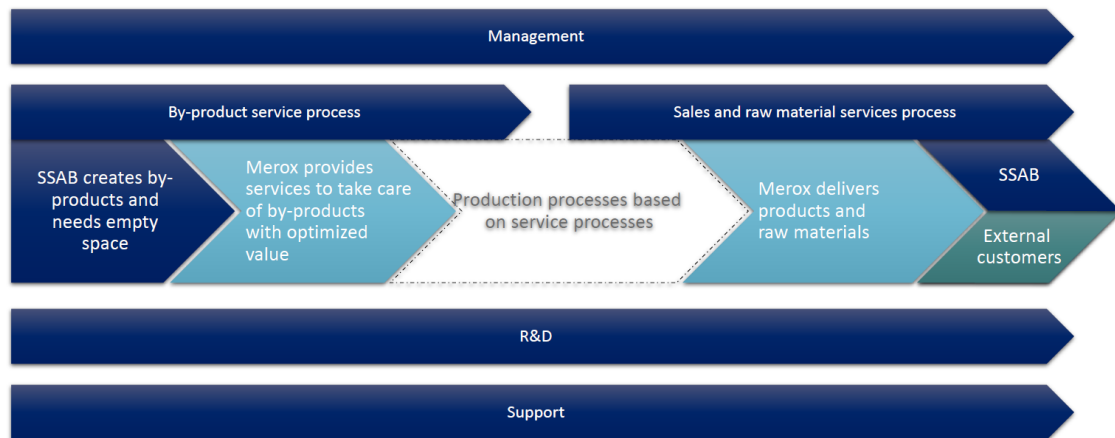 Management
By-product service process
Sales and raw material services process
SSAB creates by-
products and
needs empty
space
Merox provides
services to take care
of by-products
with optimized
value
Production processes based
on service processes
Merox delivers
products and
raw materials
SSAB
External
customers
R&D
Support